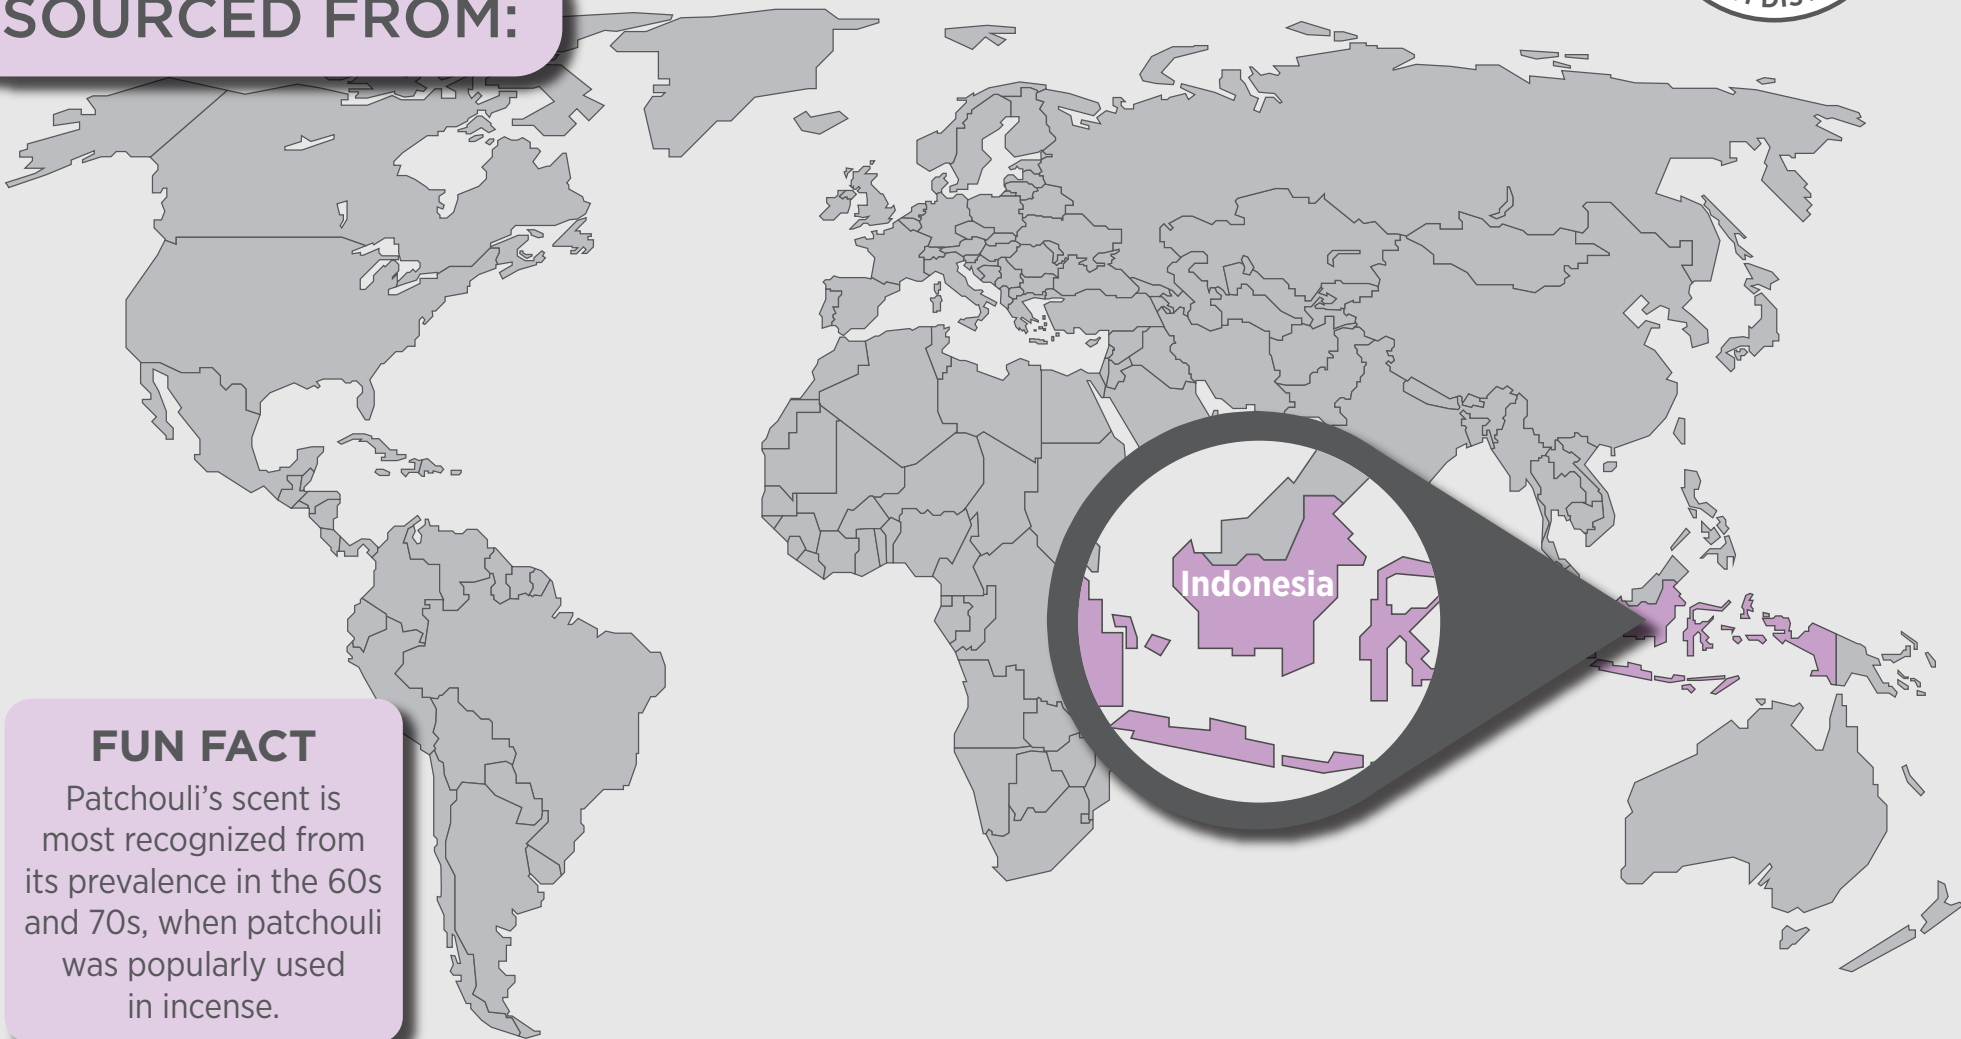 SOURCED FROM:
Indonesia
FUN FACT
Patchouli’s scent is
most recognized from
its prevalence in the 60s
and 70s, when patchouli
was popularly used
in incense.